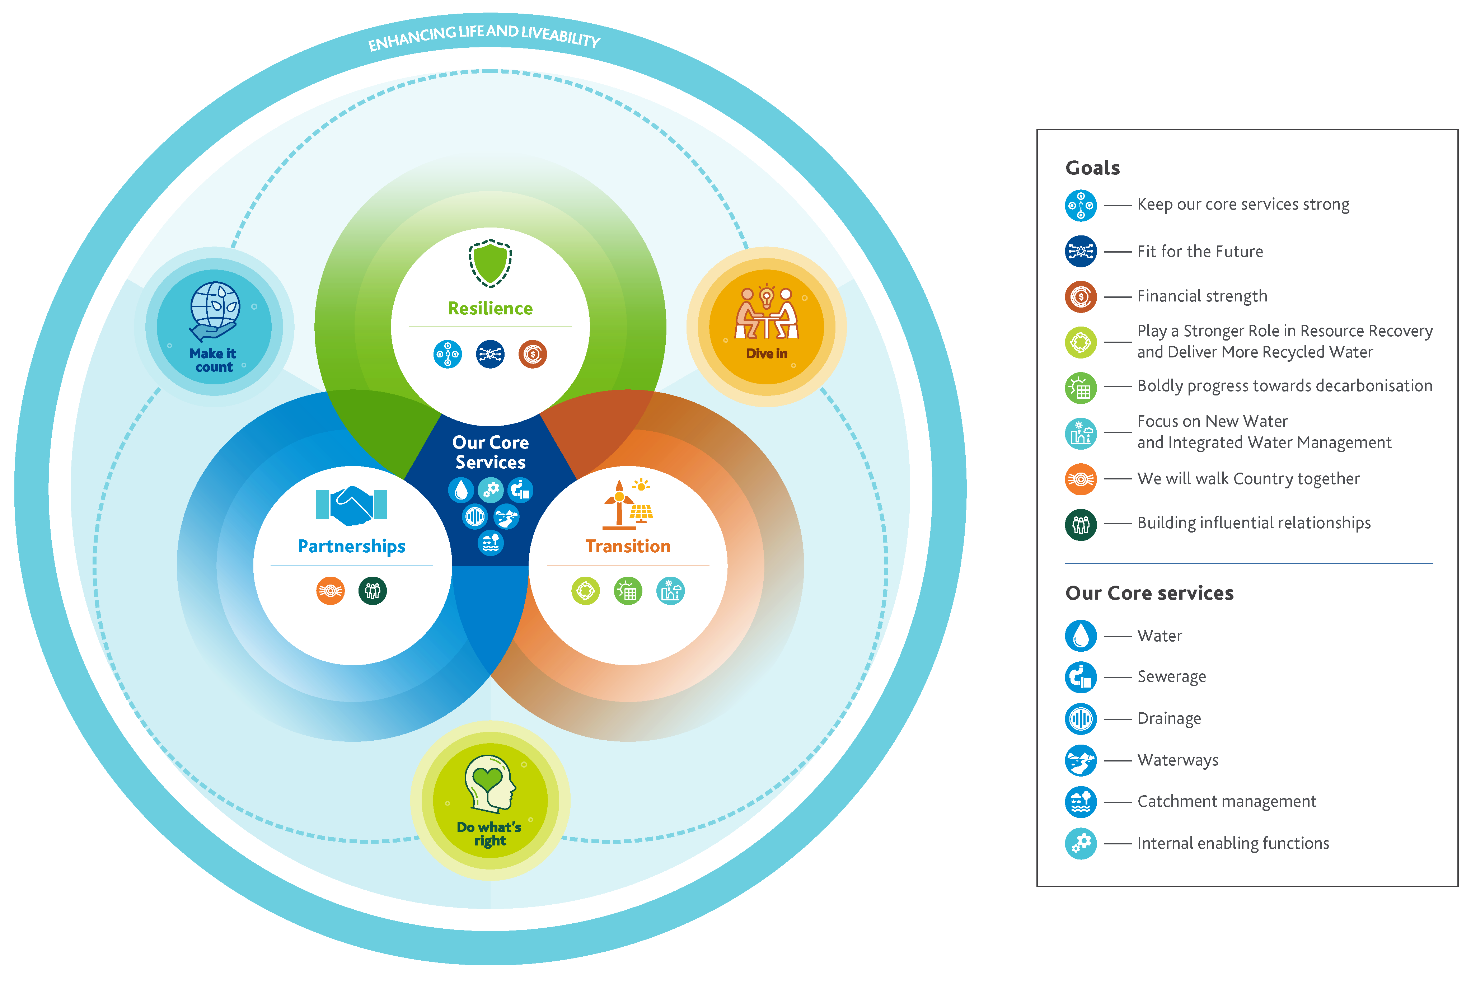 ENHANCING LIFE AND LIVEABILITY
Resilience
Make it
count
Dive in
Our Core
Services
Partnerships
Transition
Do what's
right
Goals
Keep our core services strong
Fit for the Future
Financial strength
Play a Stronger Role in Resource Recovery
and Deliver More Recycled Water
Boldly progress towards decarbonisation
Focus on New Water
and Integrated Water Management
We will walk Country together
Building influential relationships
Our Core services
Water
Sewerage
Drainage
Waterways
Catchment management
Internal enabling functions